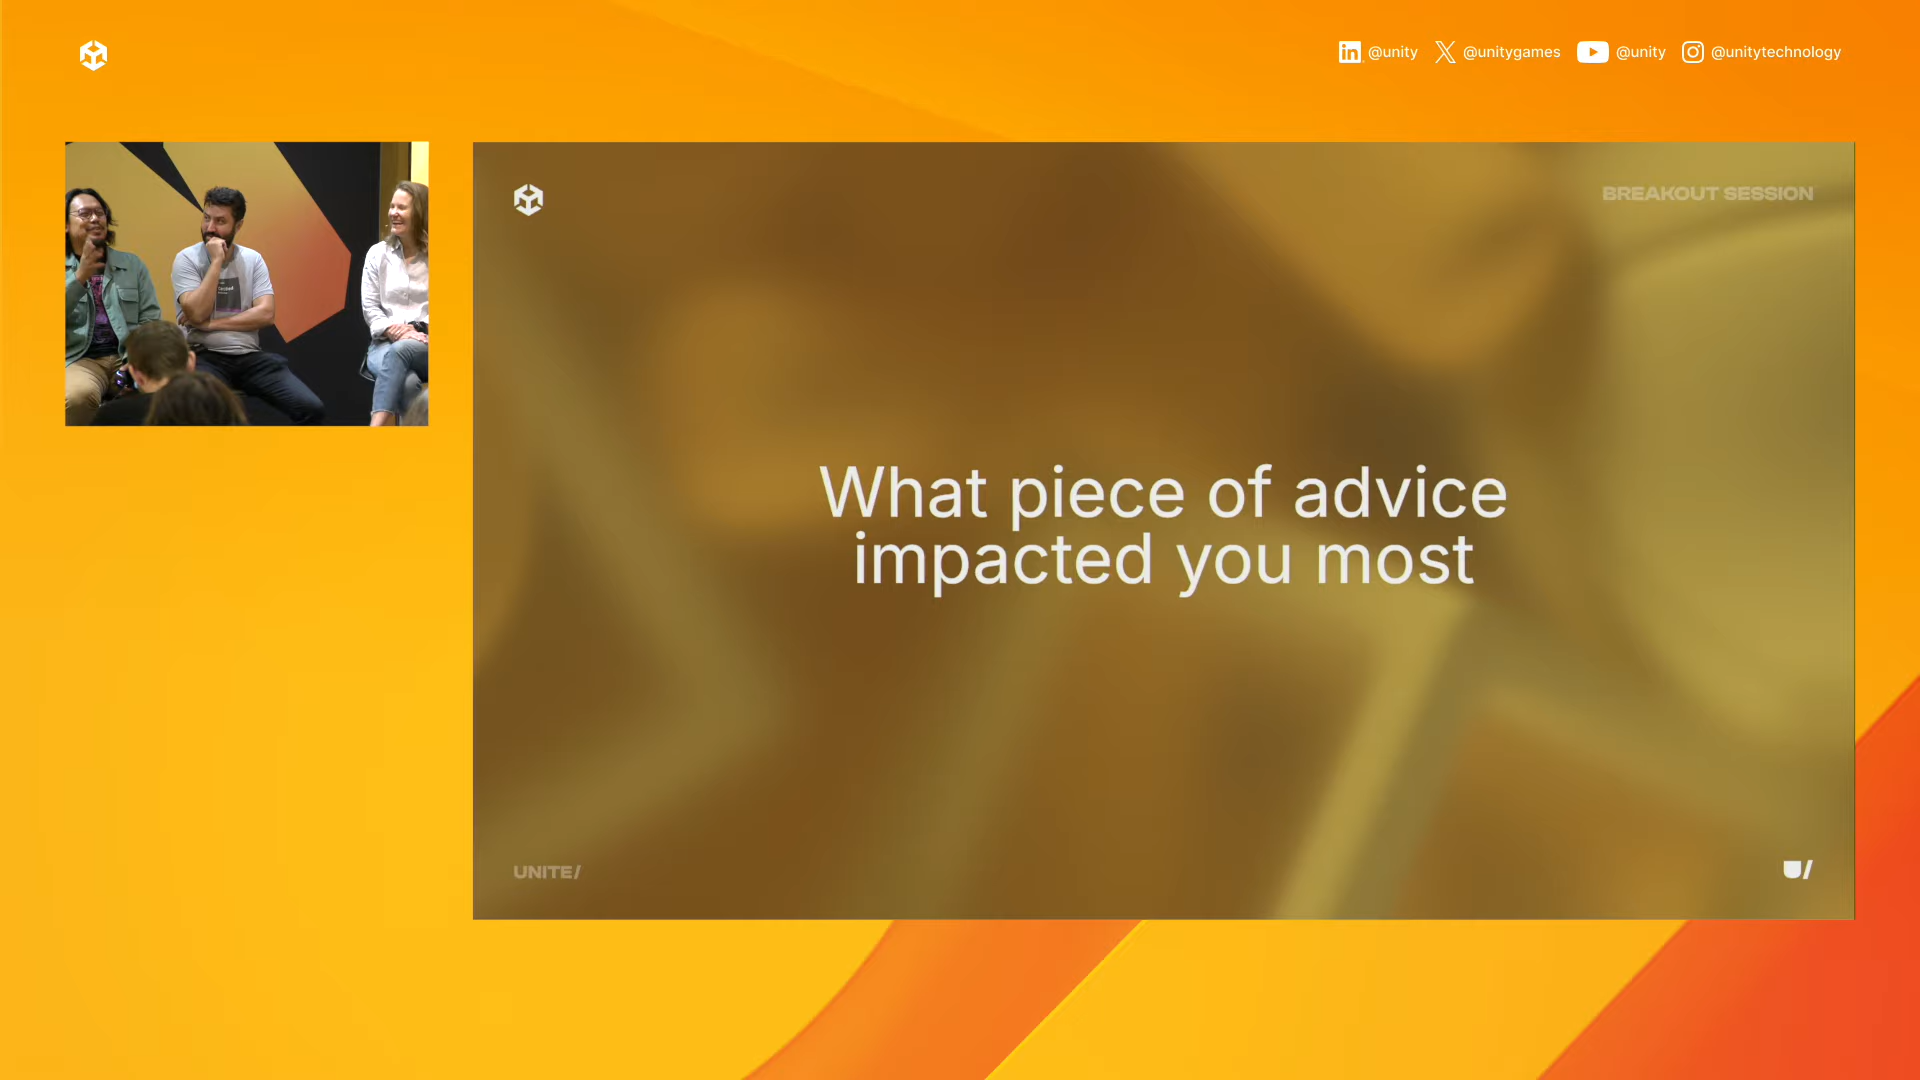 @unity
@unitygames
@unity
@unitytechnology
BREAKOUT SESSION
What piece of advice
impacted you most
UNITE/
U/